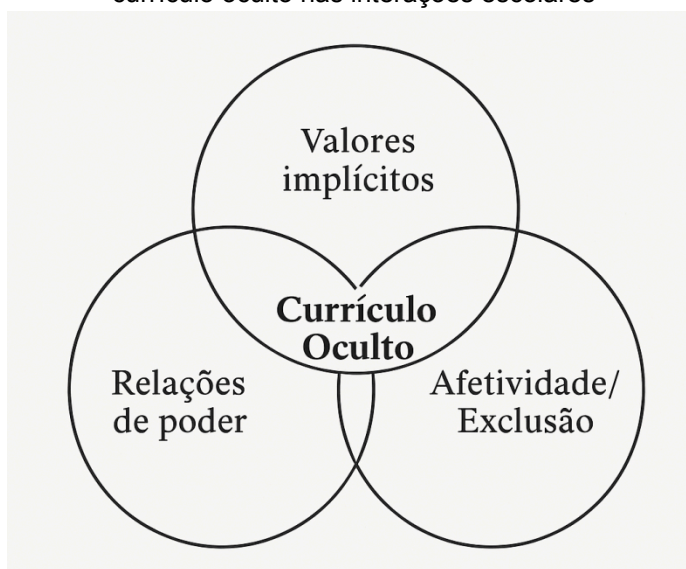 currículo oculto nas interações escolares
Valores
implícitos
Currículo
Oculto
Relações
de poder
Afetividade/
Exclusão